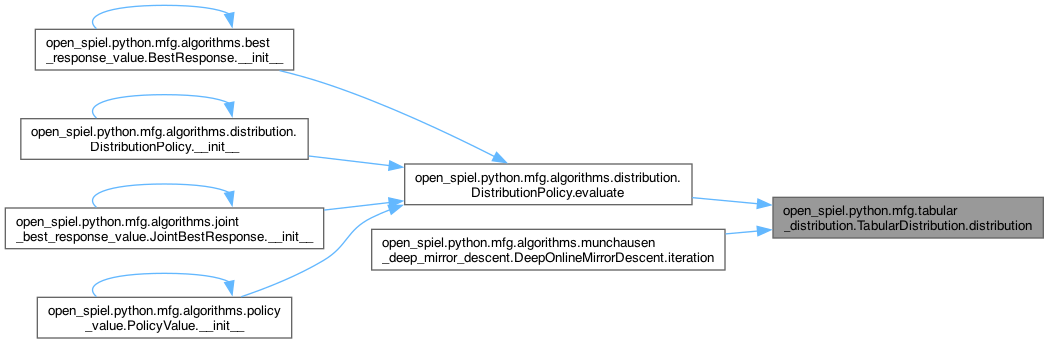 open_spiel.python.mfg.algorithms.best
_response_value.BestResponse.__init__
open_spiel.python.mfg.algorithms.distribution.
DistributionPolicy.__init__
open_spiel.python.mfg.algorithms.distribution.
DistributionPolicy.evaluate
open_spiel.python.mfg.tabular
_distribution.TabularDistribution.distribution
open_spiel.python.mfg.algorithms.joint
_best_response_value.JointBestResponse.__init__
open_spiel.python.mfg.algorithms.munchausen
_deep_mirror_descent.DeepOnlineMirrorDescent.iteration
open_spiel.python.mfg.algorithms.policy
_value.PolicyValue.__init__